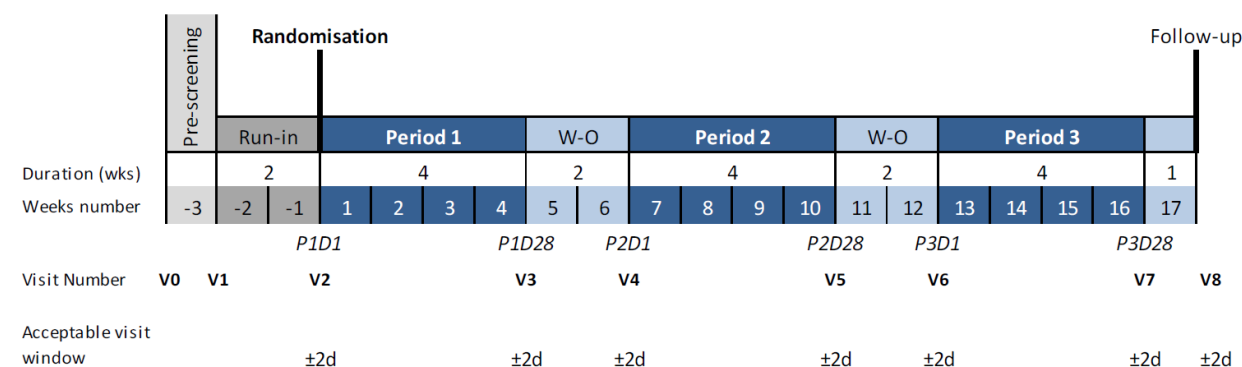 Pre-screening
Randomisation
Follow-up
Run-in Period 1 W-O Period 2 W-O Period 3
Duration (wks) 2 4 2 4 2 4 1
Weeks number -3 -2 -1 1 2 3 4 5 6 7 8 9 10 11 12 13 14 15 16 17
P1D1 P1D28 P2D1 P2D28 P3D1 P3D28
Visit Number V0 V1 V2 V3 V4 V5 V6 V7 V8
Acceptable visit
window ±2d ±2d ±2d ±2d ±2d ±2d ±2d